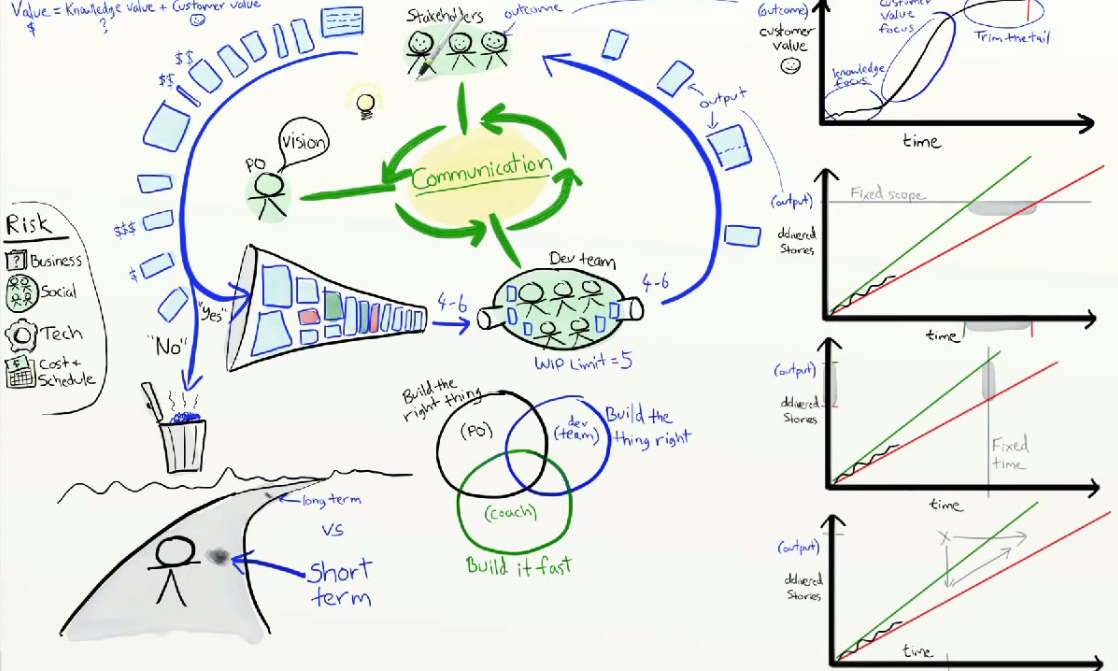 Value = Knowledge value + Customer value
$
?
Stakeholders
outcome
$$
$$
$$$
$
PO
vision
Communication
output
Risk
? Business
Social
Tech
$ Cost +
Schedule
"Yes"
"No"
4-6
Dev team
4-6
WIP Limit = 5
Build the
right thing
(PO)
dev
(team)
Build the
thing right
(coach)
Build it fast
long term
vs
Short
term
(outcome)
customer
value
customer
value
focus
knowledge
focus
Trim the tail
time
(output)
delivered
Stories
Fixed scope
time
(output)
delivered
Stories
Fixed
time
time
(output)
delivered
Stories
X
time